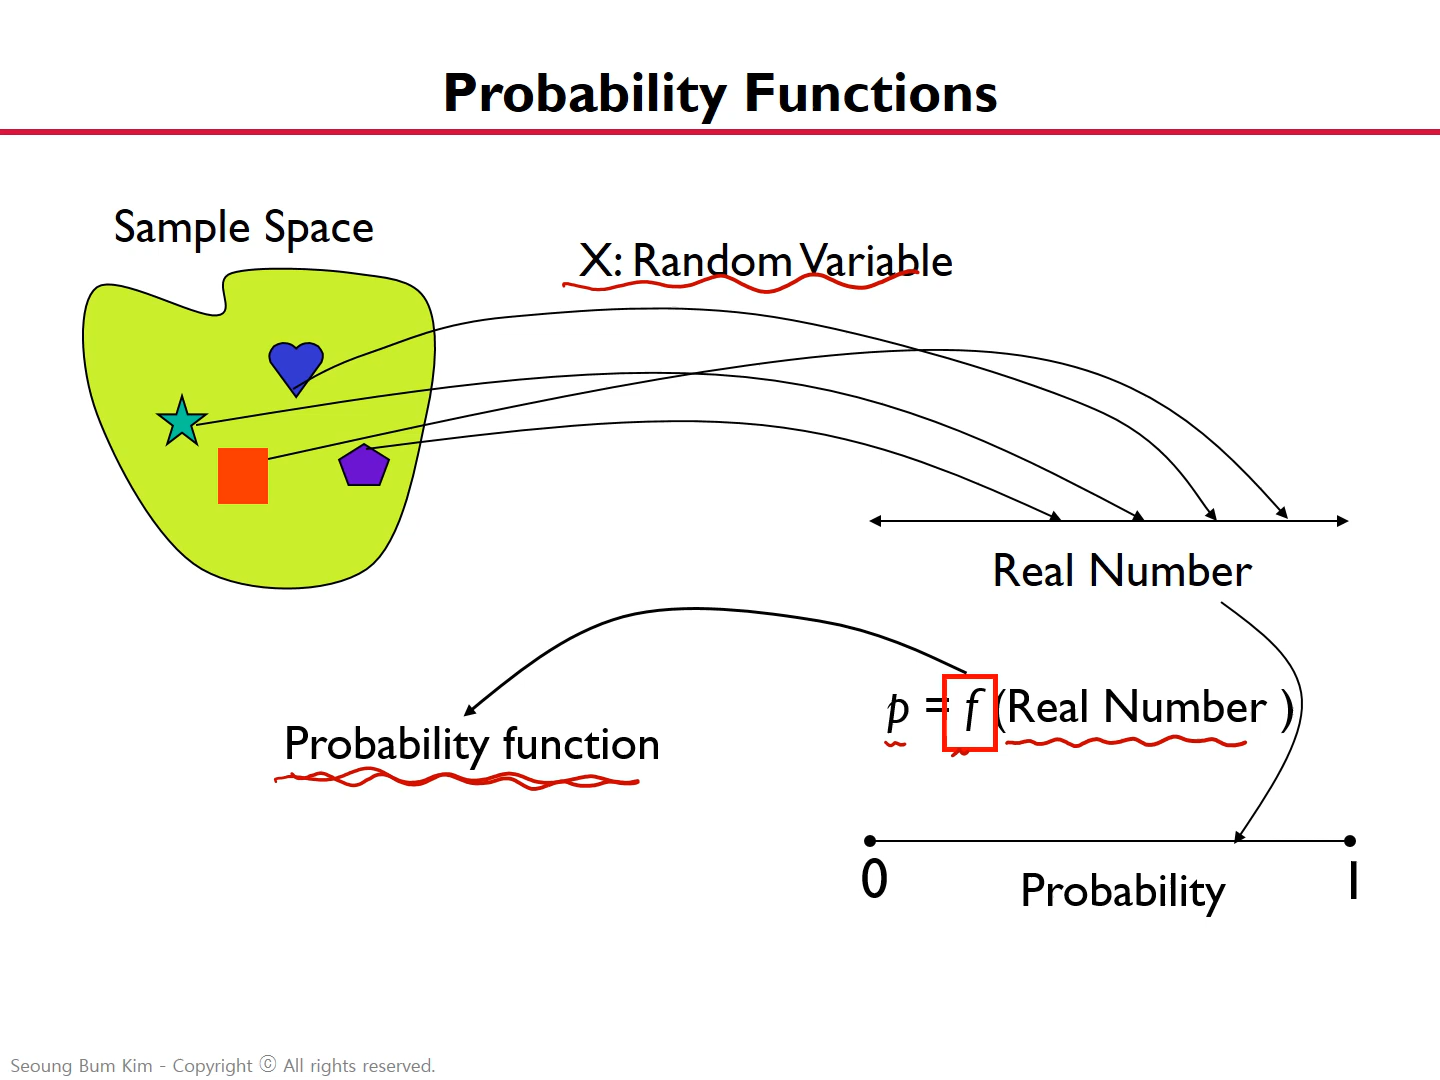 Probability Functions
Sample Space
X: Random Variable
Real Number
p = f (Real Number )
Probability function
0
1
Probability
Seoung Bum Kim - Copyright ⓒ All rights reserved.